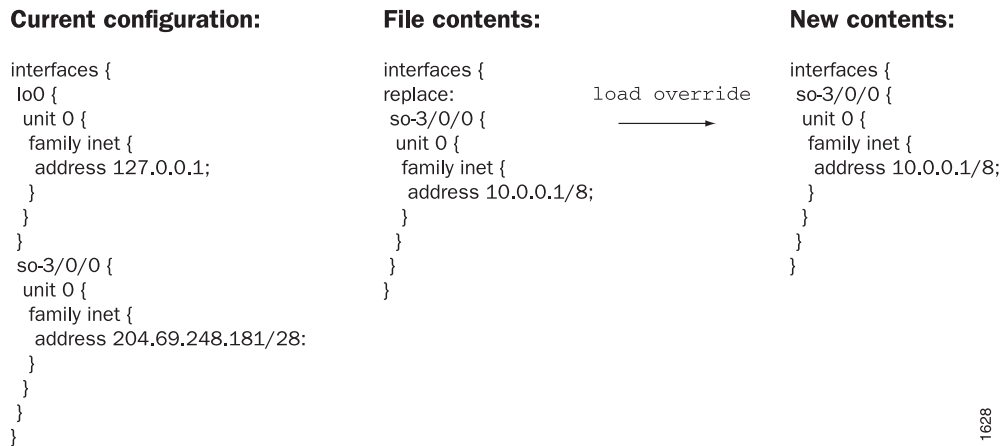 Current configuration:
interfaces {
lo0 {
unit 0 {
family inet {
address 127.0.0.1;
}
}
}
so-3/0/0 {
unit 0 {
family inet {
address 204.69.248.181/28:
}
}
}
}
File contents:
interfaces {
replace:
so-3/0/0 {
unit 0 {
family inet {
address 10.0.0.1/8;
}
}
}
}
load override
New contents:
interfaces {
so-3/0/0 {
unit 0 {
family inet {
address 10.0.0.1/8;
}
}
}
}
1628